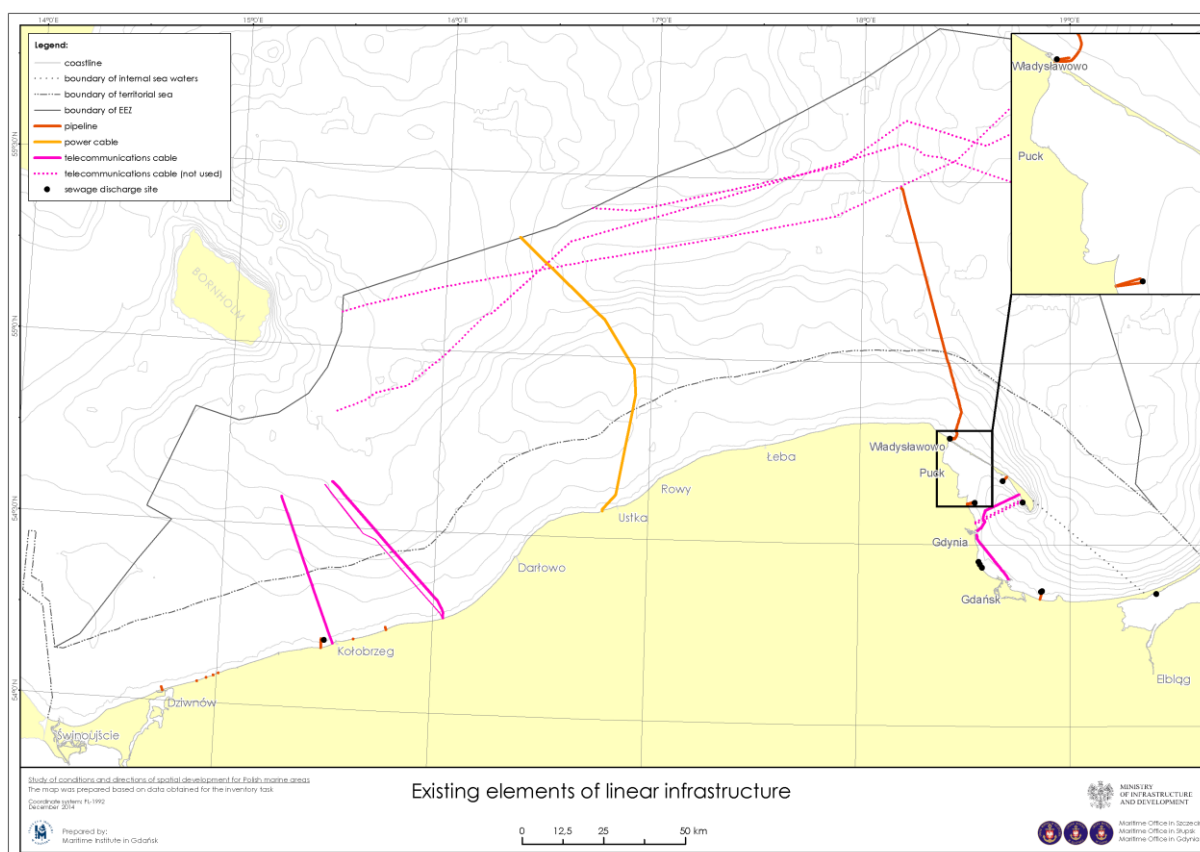 14°0'E
15°0'E
16°0'E
17°0'E
18°0'E
19°0'E
Legend:
coastline
boundary of internal sea waters
boundary of territorial sea
boundary of EEZ
pipeline
power cable
telecommunications cable
telecommunications cable (not used)
sewage discharge site
Władysławowo
Puck
55°30'N
55°0'N
54°30'N
54°0'N
BORNHOLM
Władysławowo
Puck
Łeba
Rowy
Ustka
Darłowo
Gdynia
Gdańsk
Kołobrzeg
Dziwnów
Świnoujście
Elbląg
Study of conditions and directions of spatial development for Polish marine areas
The map was prepared based on data obtained for the inventory task
Coordinate system: PL-1992
December 2014
Prepared by:
Maritime Institute in Gdańsk
Existing elements of linear infrastructure
0 12,5 25 50 km
MINISTRY
OF INFRASTRUCTURE
AND DEVELOPMENT
Maritime Office in Szczecin
Maritime Office in Słupsk
Maritime Office in Gdynia